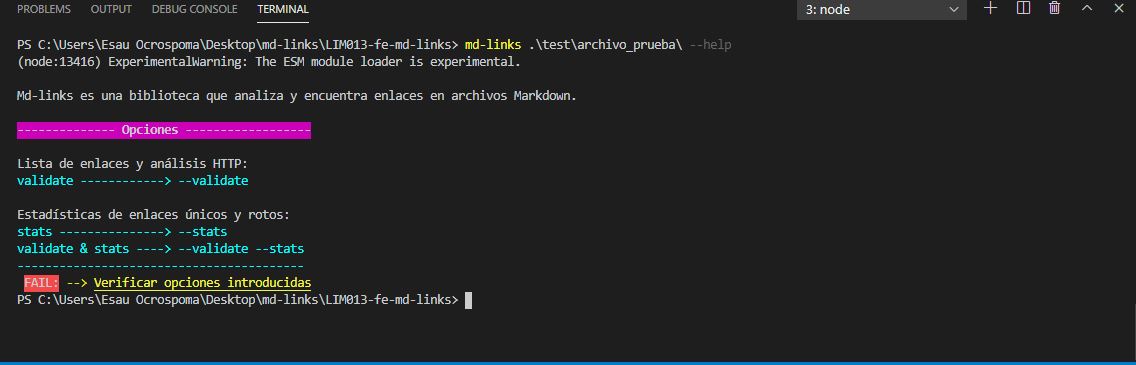 PROBLEMS OUTPUT DEBUG CONSOLE TERMINAL 3: node
PS C:\Users\Esau Ocrospoma\Desktop\md-links\LIM013-fe-md-links> md-links .\test\archivo_prueba\ --help
(node:13416) ExperimentalWarning: The ESM module loader is experimental.
Md-links es una biblioteca que analiza y encuentra enlaces en archivos Markdown.
-------------- Opciones ------------------
Lista de enlaces y análisis HTTP:
validate ------------> --validate
Estadísticas de enlaces únicos y rotos:
stats ---------------> --stats
validate & stats ----> --validate --stats
-----------------------------------------
FAIL: --> Verificar opciones introducidas
PS C:\Users\Esau Ocrospoma\Desktop\md-links\LIM013-fe-md-links>